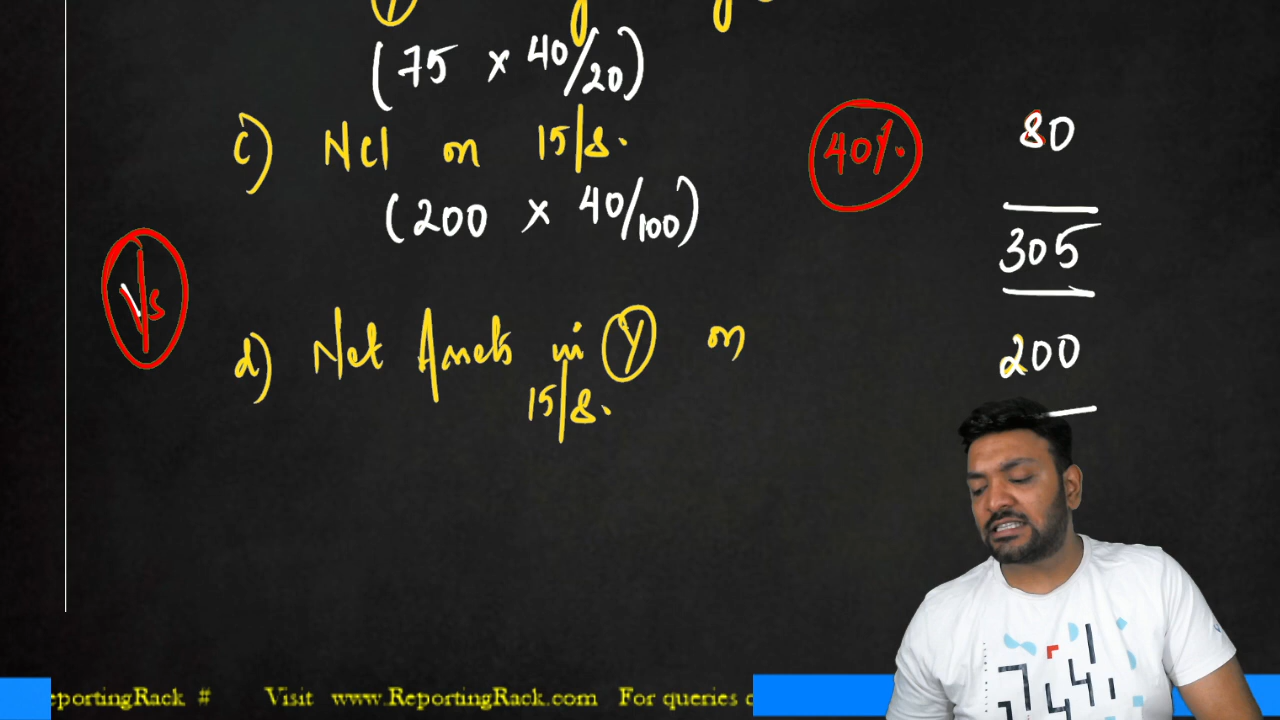 Y
(75 × 40/20)
c) NCI on 15/8.
40%.
80
(200 × 40/100)
305
Vs
d) Net Assets in Y on
15/8.
200
eportingRack # Visit www.ReportingRack.com For queries